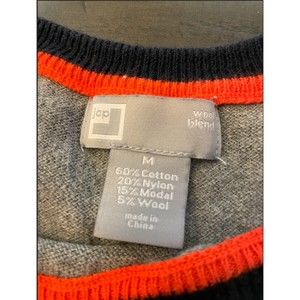 jcp
wool
blend
M
60% Cotton
20% Nylon
15% Modal
5% Wool
made in
China